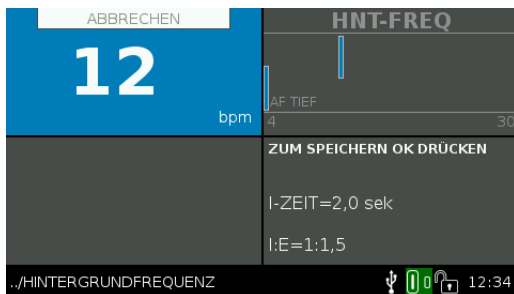 ABBRECHEN
12
bpm
HNT-FREQ
AF TIEF
4 30
ZUM SPEICHERN OK DRÜCKEN
I-ZEIT=2,0 sek
I:E=1:1,5
../HINTERGRUNDFREQUENZ 12:34